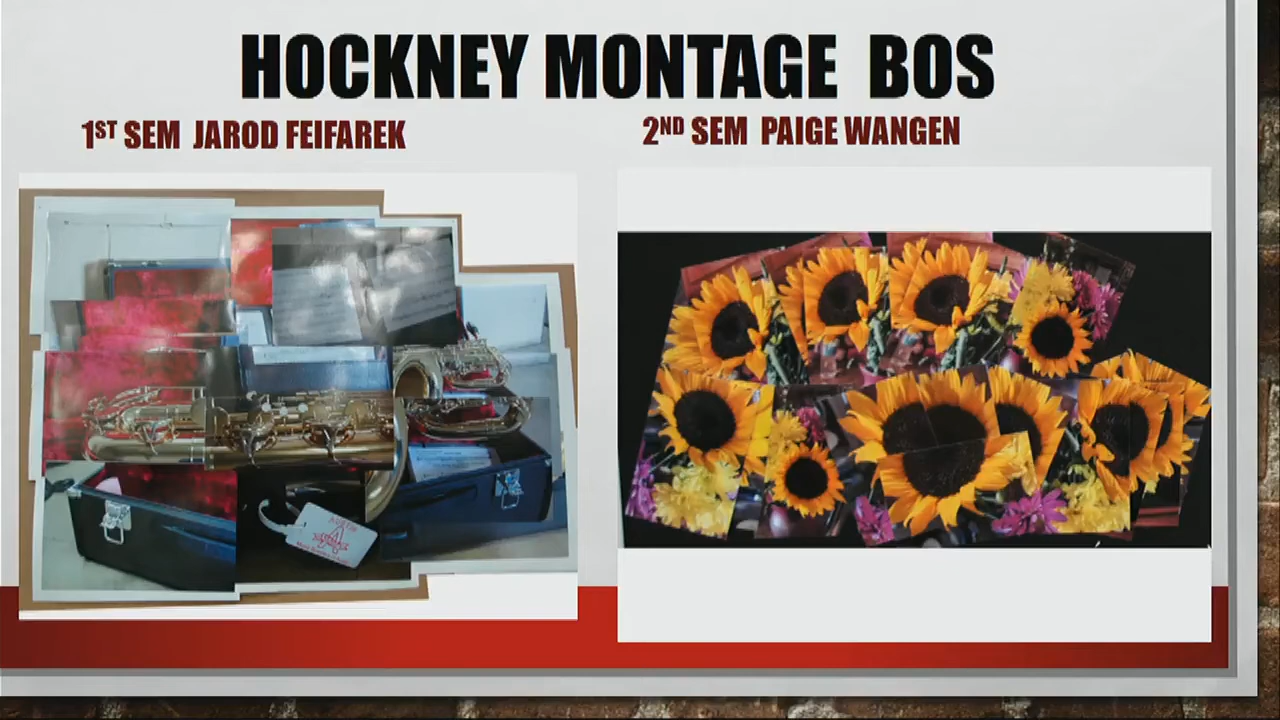 HOCKNEY MONTAGE BOS
1ST SEM JAROD FEIFAREK
2ND SEM PAIGE WANGEN